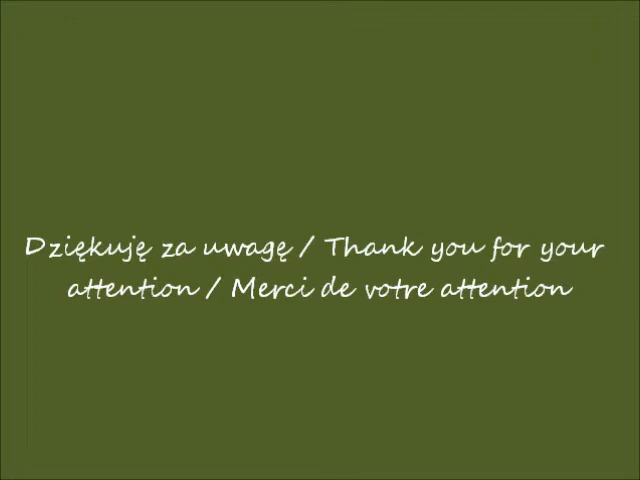 Dziękuję za uwagę / Thank you for your
attention / Merci de votre attention